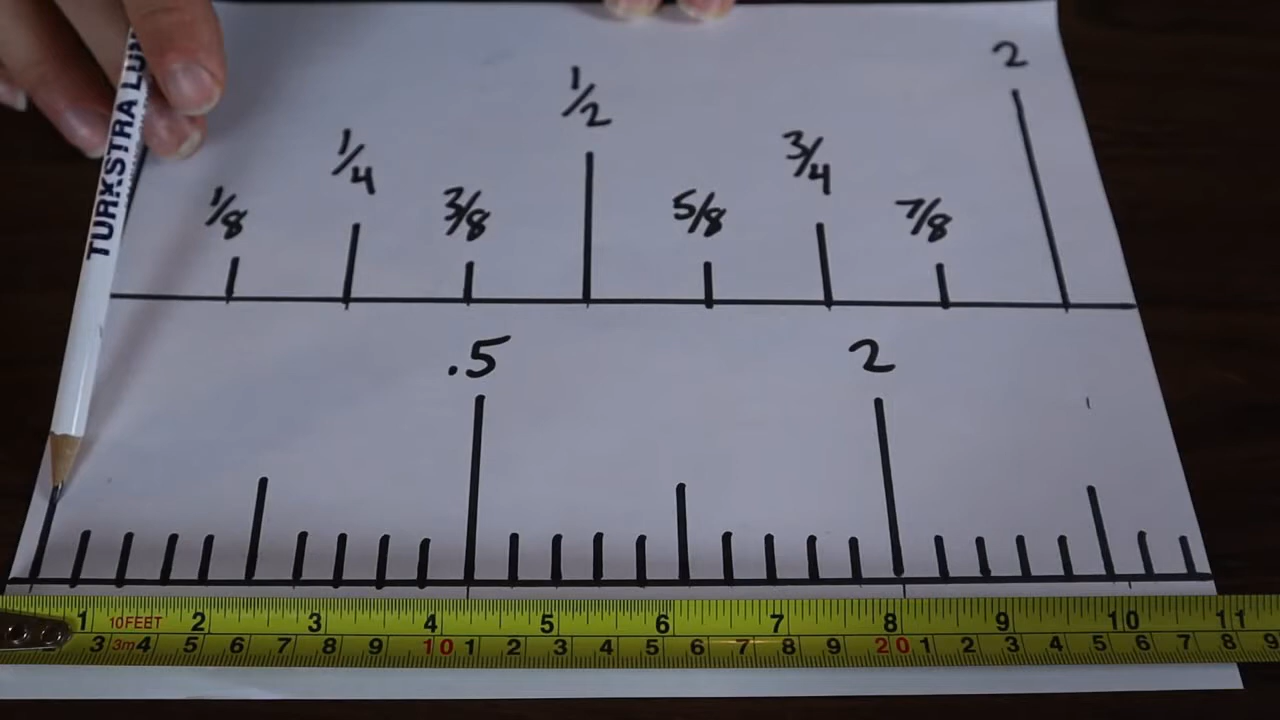 TURKSTRA LUM
2
1/2
1/4 3/4
1/8 3/8 5/8 7/8
.5 2
1 10FEET 2 3 4 5 6 7 8 9 10 11
3 3m 4 5 6 7 8 9 10 1 2 3 4 5 6 7 8 9 20 1 2 3 4 5 6 7 8 9